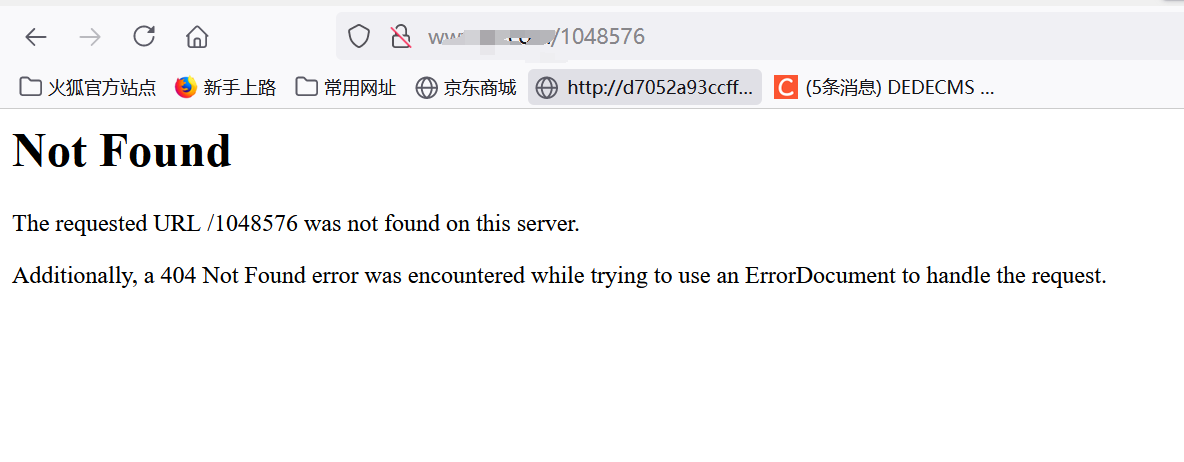 /1048576
火狐官方站点 新手上路 常用网址 京东商城 http://d7052a93ccff... (5条消息) DEDECMS ...
Not Found
The requested URL /1048576 was not found on this server.
Additionally, a 404 Not Found error was encountered while trying to use an ErrorDocument to handle the request.